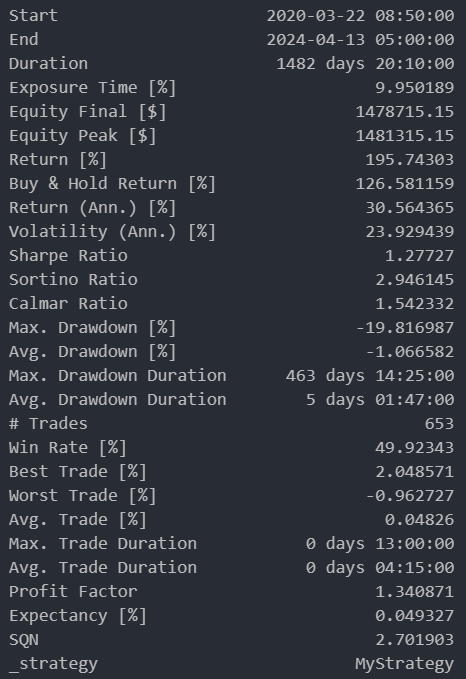 Start 2020-03-22 08:50:00
End 2024-04-13 05:00:00
Duration 1482 days 20:10:00
Exposure Time [%] 9.950189
Equity Final [$] 1478715.15
Equity Peak [$] 1481315.15
Return [%] 195.74303
Buy & Hold Return [%] 126.581159
Return (Ann.) [%] 30.564365
Volatility (Ann.) [%] 23.929439
Sharpe Ratio 1.27727
Sortino Ratio 2.946145
Calmar Ratio 1.542332
Max. Drawdown [%] -19.816987
Avg. Drawdown [%] -1.066582
Max. Drawdown Duration 463 days 14:25:00
Avg. Drawdown Duration 5 days 01:47:00
# Trades 653
Win Rate [%] 49.92343
Best Trade [%] 2.048571
Worst Trade [%] -0.962727
Avg. Trade [%] 0.04826
Max. Trade Duration 0 days 13:00:00
Avg. Trade Duration 0 days 04:15:00
Profit Factor 1.340871
Expectancy [%] 0.049327
SQN 2.701903
_strategy MyStrategy